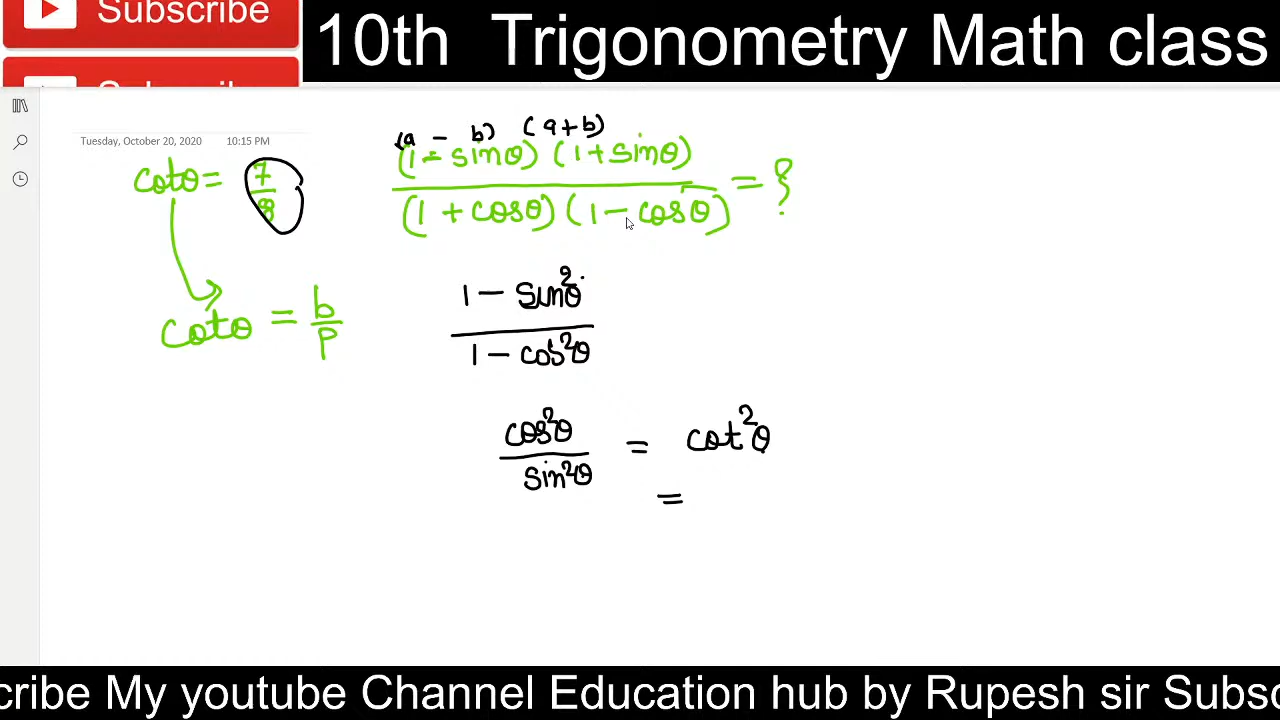 Subscribe
10th Trigonometry Math class
Subscribe
Tuesday, October 20, 2020 10:15 PM
(a - b) (a+b)
cotθ = 7/8
(1 - sinθ) (1 + sinθ)
(1 + cosθ) (1 - cosθ)
= ?
cotθ = b/p
1 - sin²θ
1 - cos²θ
cos²θ
sin²θ
= cot²θ
=
cribe My youtube Channel Education hub by Rupesh sir Subsc